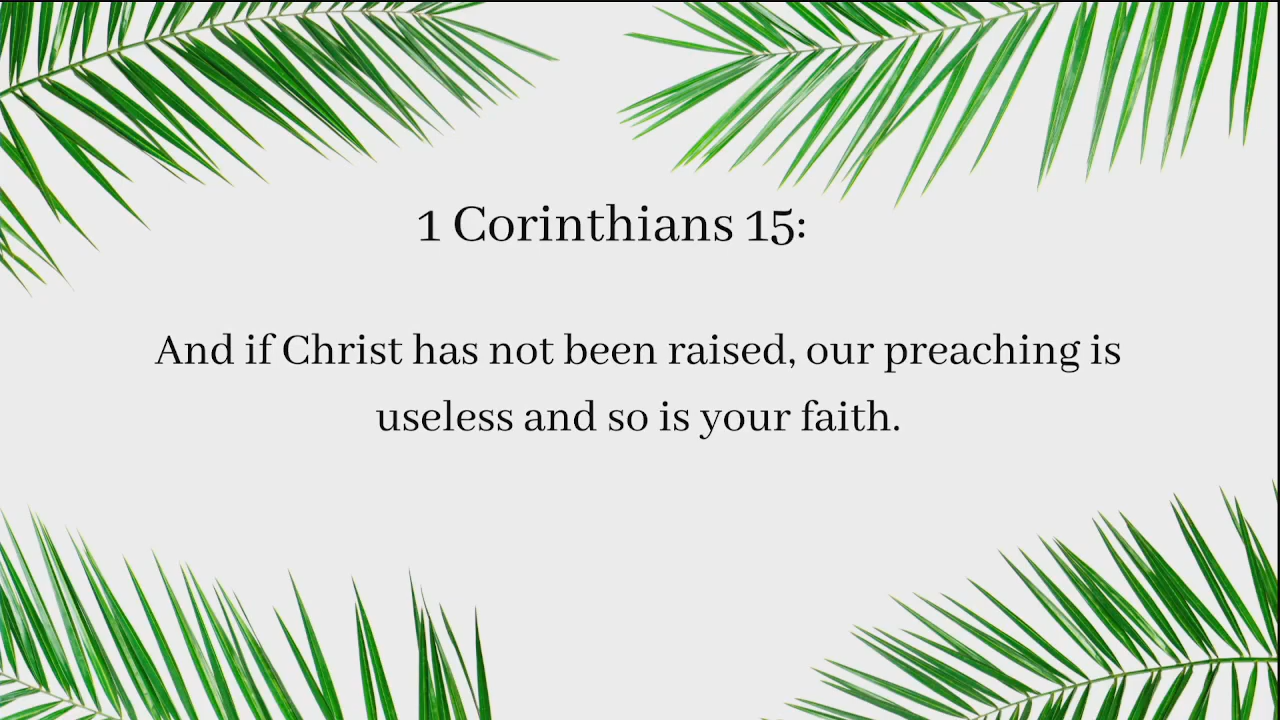 1 Corinthians 15:
And if Christ has not been raised, our preaching is
useless and so is your faith.